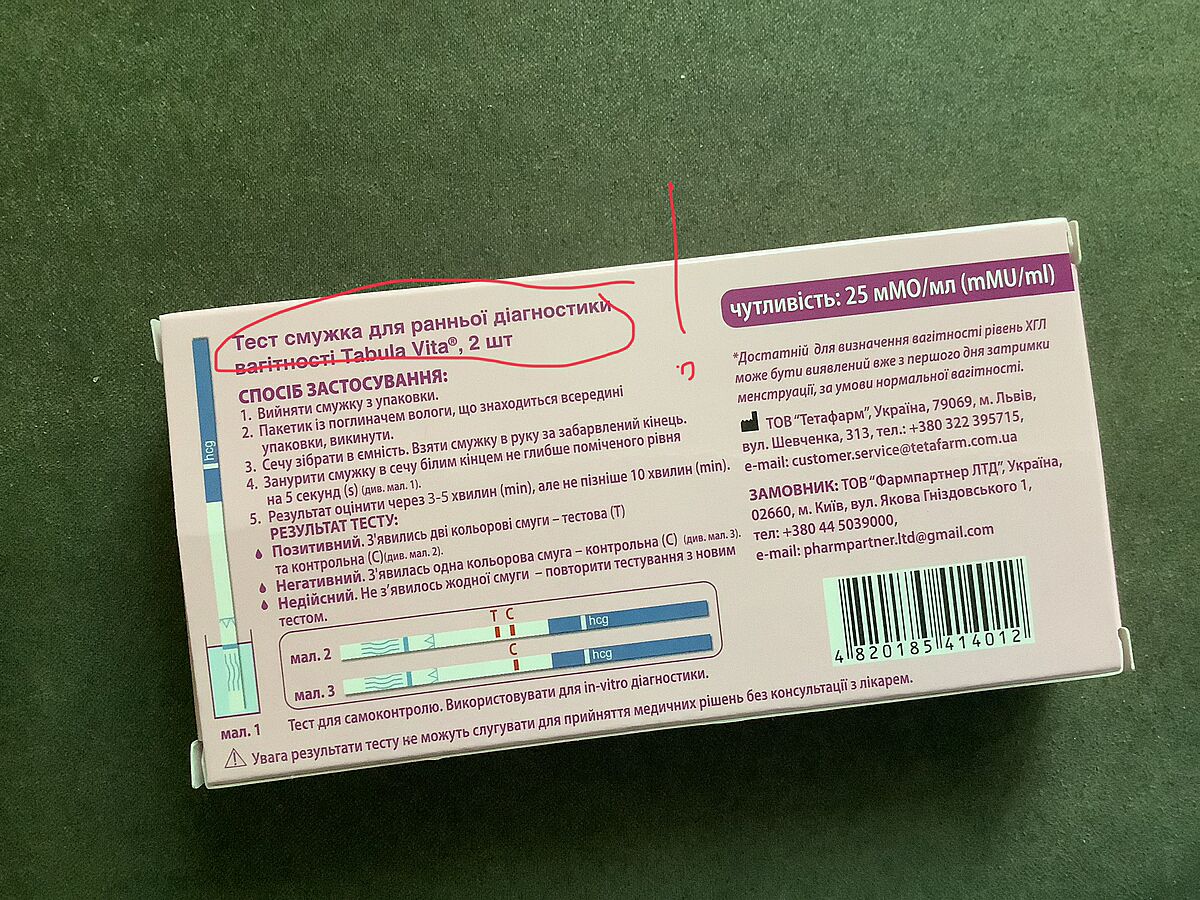 Тест смужка для ранньої діагностики
вагітності Tabula Vita®, 2 шт
СПОСІБ ЗАСТОСУВАННЯ:
1. Вийняти смужку з упаковки.
2. Пакетик із поглиначем вологи, що знаходиться всередині
упаковки, викинути.
3. Сечу зібрати в ємність. Взяти смужку в руку за забарвлений кінець.
4. Занурити смужку в сечу білим кінцем не глибше поміченого рівня
на 5 секунд (s) (див. мал. 1).
5. Результат оцінити через 3-5 хвилин (min), але не пізніше 10 хвилин (min).
РЕЗУЛЬТАТ ТЕСТУ:
Позитивний. З'явились дві кольорові смуги – тестова (T)
та контрольна (C)(див. мал. 2).
Негативний. З'явилась одна кольорова смуга – контрольна (C) (див. мал. 3).
Недійсний. Не з’явилось жодної смуги – повторити тестування з новим
тестом.
T C
мал. 2
hcg
C
мал. 3
hcg
hcg
мал. 1
Тест для самоконтролю. Використовувати для in-vitro діагностики.
Увага результати тесту не можуть слугувати для прийняття медичних рішень без консультації з лікарем.
чутливість: 25 мМО/мл (mMU/ml)
*Достатній для визначення вагітності рівень ХГЛ
може бути виявлений вже з першого дня затримки
менструації, за умови нормальної вагітності.
ТОВ “Тетафарм”, Україна, 79069, м. Львів,
вул. Шевченка, 313, тел.: +380 322 395715,
e-mail: customer.service@tetafarm.com.ua
ЗАМОВНИК: ТОВ “Фармпартнер ЛТД”, Україна,
02660, м. Київ, вул. Якова Гніздовського 1,
тел: +380 44 5039000,
e-mail: pharmpartner.ltd@gmail.com
4 820185 414012